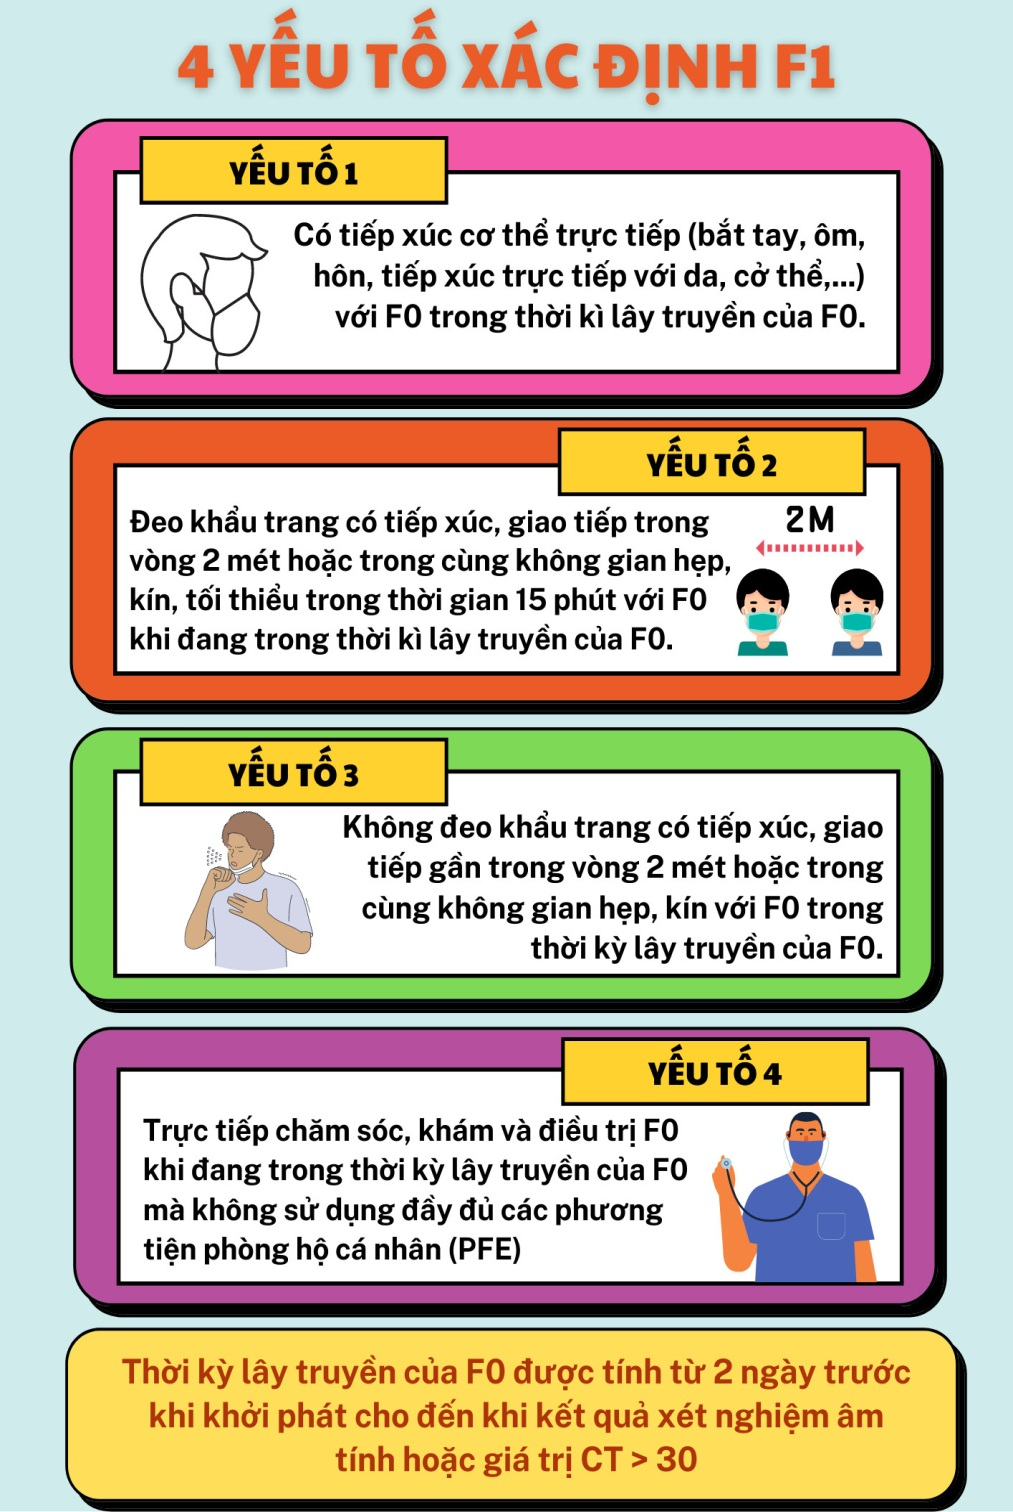 4 YẾU TỐ XÁC ĐỊNH F1
YẾU TỐ 1
Có tiếp xúc cơ thể trực tiếp (bắt tay, ôm,
hôn, tiếp xúc trực tiếp với da, cở thể,...)
với F0 trong thời kì lây truyền của F0.
YẾU TỐ 2
Đeo khẩu trang có tiếp xúc, giao tiếp trong
vòng 2 mét hoặc trong cùng không gian hẹp,
kín, tối thiểu trong thời gian 15 phút với F0
khi đang trong thời kì lây truyền của F0.
2M
YẾU TỐ 3
Không đeo khẩu trang có tiếp xúc, giao
tiếp gần trong vòng 2 mét hoặc trong
cùng không gian hẹp, kín với F0 trong
thời kỳ lây truyền của F0.
YẾU TỐ 4
Trực tiếp chăm sóc, khám và điều trị F0
khi đang trong thời kỳ lây truyền của F0
mà không sử dụng đầy đủ các phương
tiện phòng hộ cá nhân (PFE)
Thời kỳ lây truyền của F0 được tính từ 2 ngày trước
khi khởi phát cho đến khi kết quả xét nghiệm âm
tính hoặc giá trị CT > 30